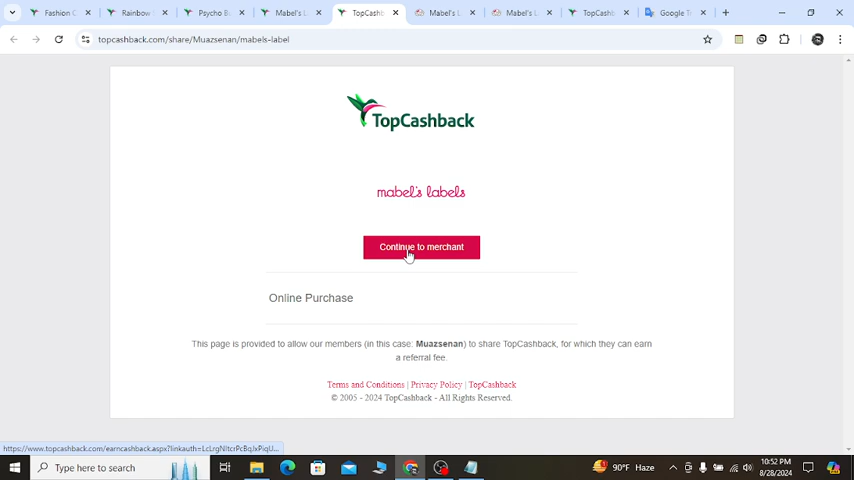 Fashion C
Rainbow
Psycho Bu
Mabel's L
TopCashb
Mabel's L
Mabel's L
TopCashb
Google T
topcashback.com/share/Muazsenan/mabels-label
TopCashback
mabel's labels
Continue to merchant
Online Purchase
This page is provided to allow our members (in this case: Muazsenan) to share TopCashback, for which they can earn
a referral fee.
Terms and Conditions | Privacy Policy | TopCashback
© 2005 - 2024 TopCashback - All Rights Reserved.
Type here to search
90°F Haze
10:52 PM
8/28/2024